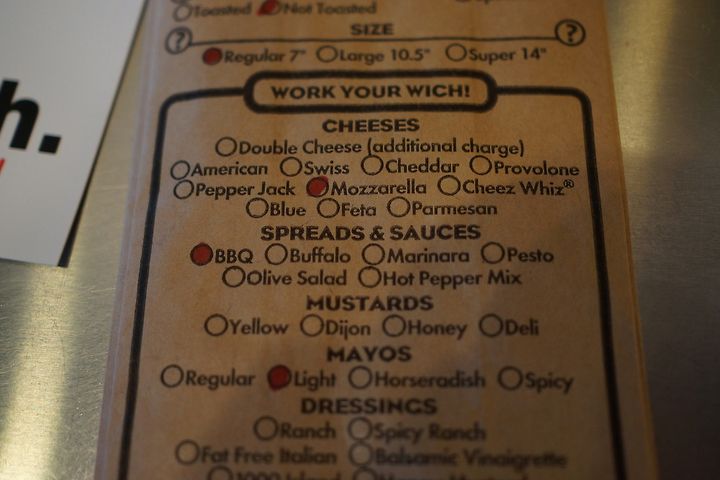 Toasted Not Toasted
SIZE
? ?
Regular 7" Large 10.5" Super 14"
WORK YOUR WICH!
CHEESES
Double Cheese (additional charge)
American Swiss Cheddar Provolone
Pepper Jack Mozzarella Cheez Whiz®
Blue Feta Parmesan
SPREADS & SAUCES
BBQ Buffalo Marinara Pesto
Olive Salad Hot Pepper Mix
MUSTARDS
Yellow Dijon Honey Deli
MAYOS
Regular Light Horseradish Spicy
DRESSINGS
Ranch Spicy Ranch
Fat Free Italian Balsamic Vinaigrette
1000 Island
h.